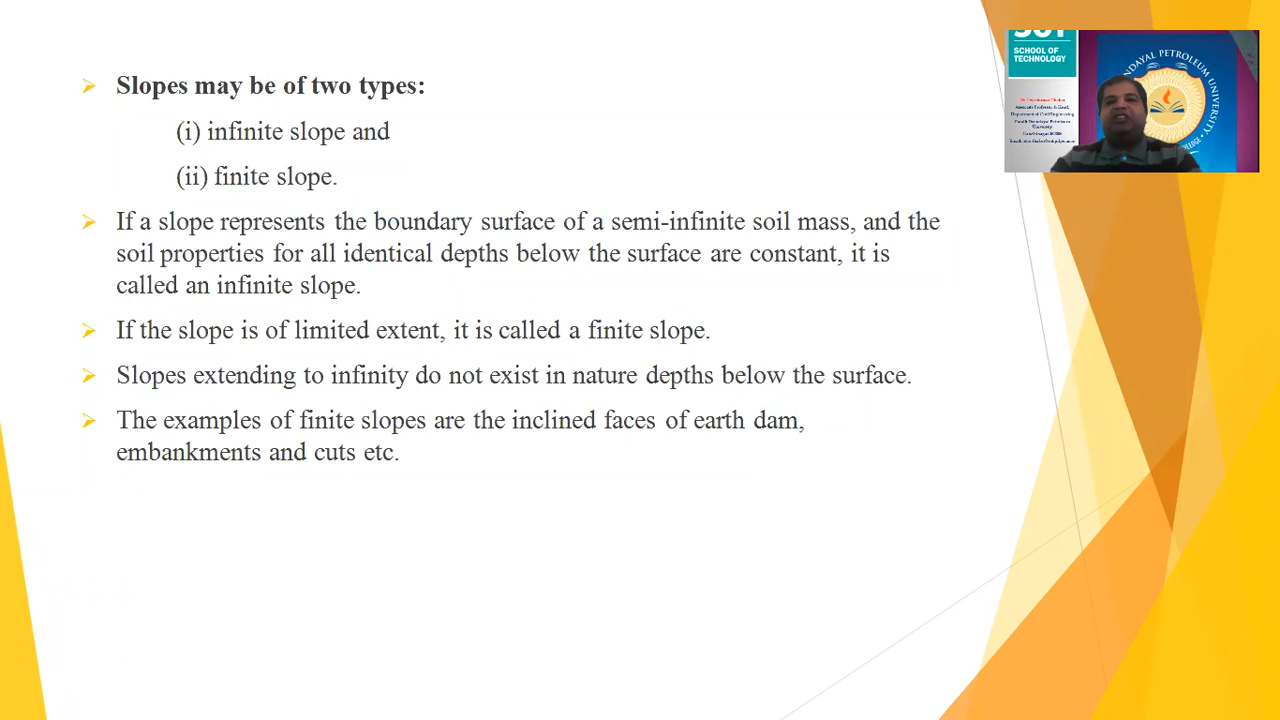 Slopes may be of two types:
(i) infinite slope and
(ii) finite slope.
If a slope represents the boundary surface of a semi-infinite soil mass, and the
soil properties for all identical depths below the surface are constant, it is
called an infinite slope.
If the slope is of limited extent, it is called a finite slope.
Slopes extending to infinity do not exist in nature depths below the surface.
The examples of finite slopes are the inclined faces of earth dam,
embankments and cuts etc.
SCHOOL OF
TECHNOLOGY
Department of Civil Engineering
PETROLEUM UNIVERSITY